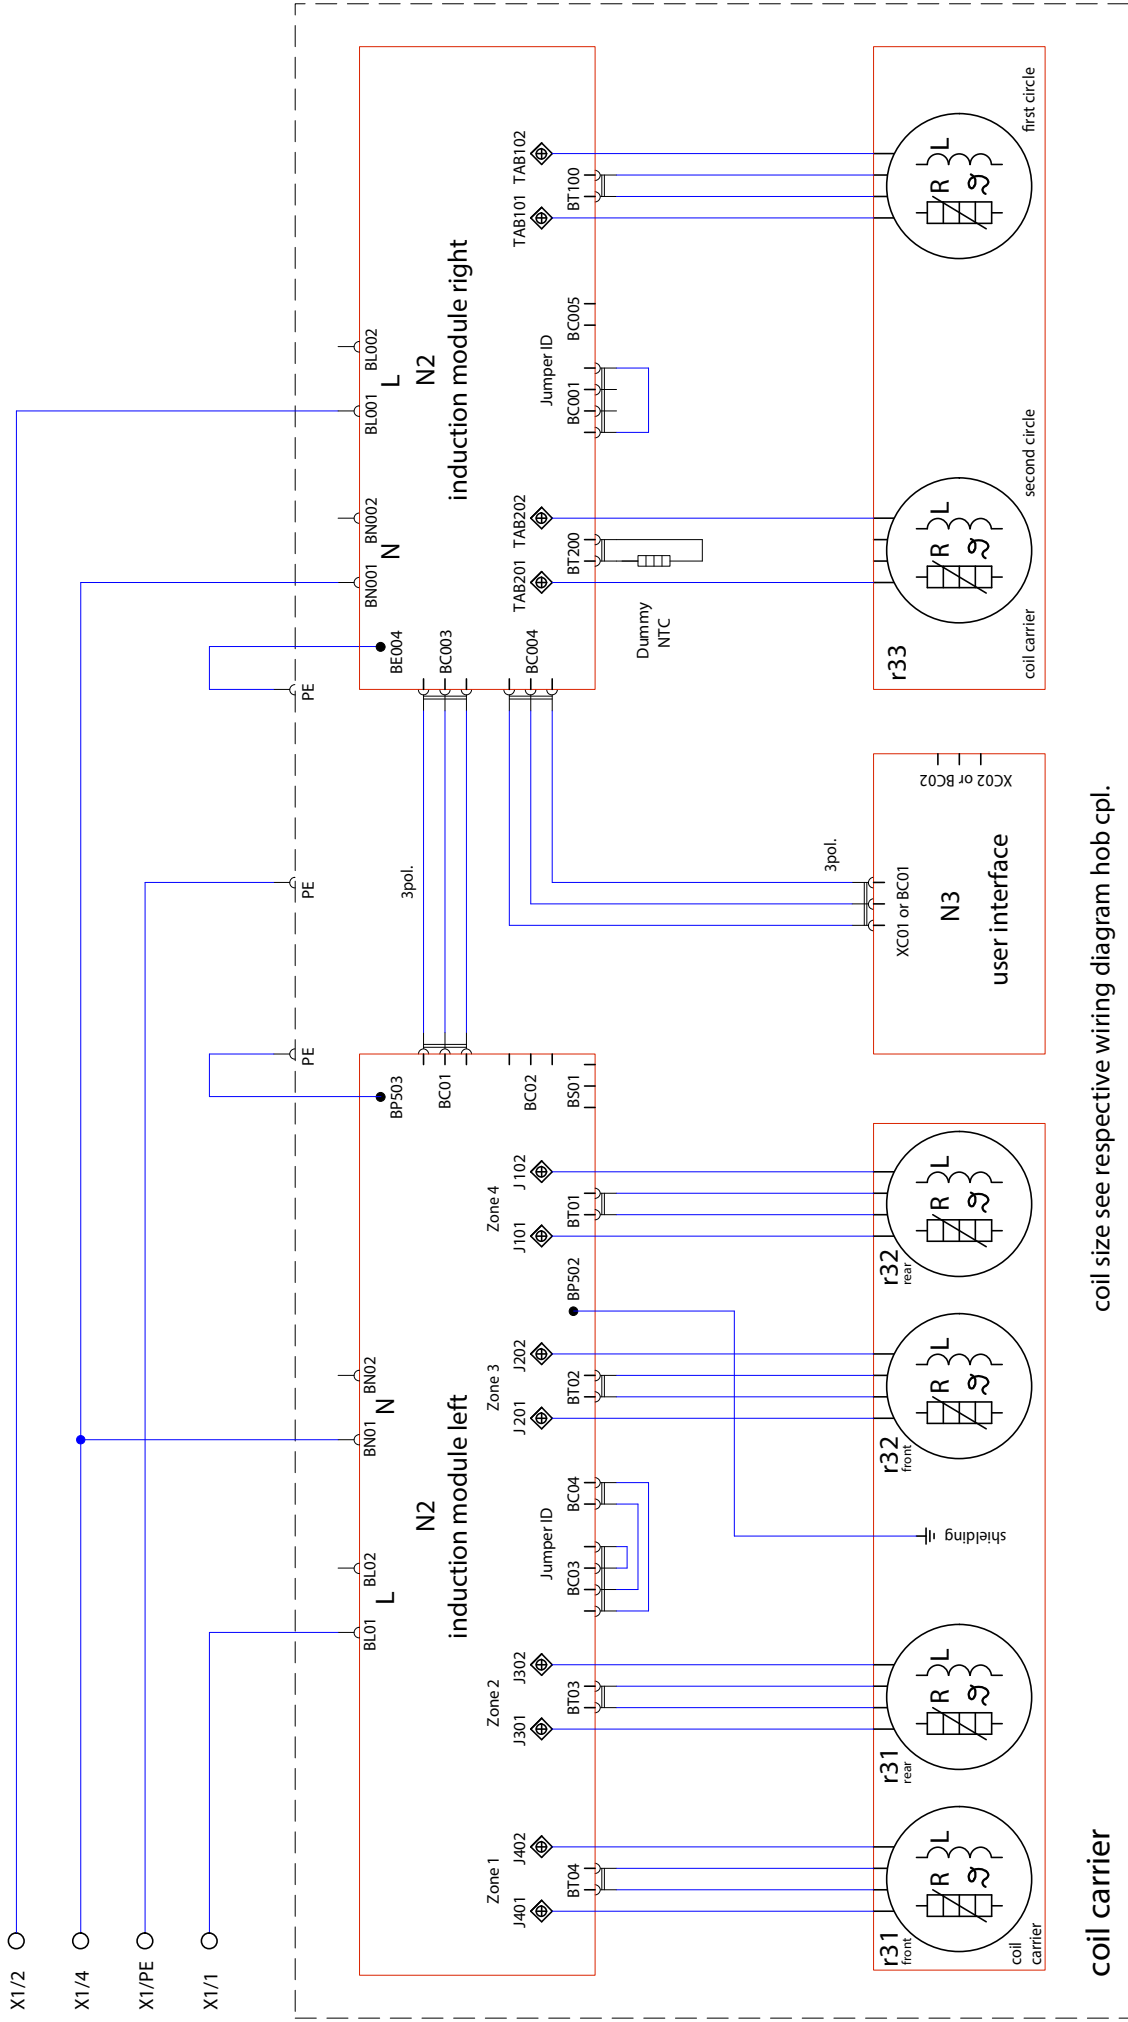 X1/2
X1/4
X1/PE
X1/1
BL01
BL02
L
BN01
BN02
N
BP503
PE
PE
PE
BE004
BN001
BN002
N
BL001
BL002
L
N2
induction module left
N2
induction module right
BC01
BC02
BS01
3pol.
BC003
BC004
Zone 1
J401
J402
BT04
Zone 2
J301
J302
BT03
Jumper ID
BC03
BC04
Zone 3
J201
J202
BT02
BP502
Zone 4
J101
J102
BT01
TAB201
TAB202
BT200
Dummy
NTC
Jumper ID
BC001
BC005
TAB101
TAB102
BT100
r31
front
R
L
ϑ
coil
carrier
r31
rear
R
L
ϑ
shielding
r32
front
R
L
ϑ
r32
rear
R
L
ϑ
3pol.
XC01 or BC01
XC02 or BC02
N3
user interface
r33
R
L
ϑ
coil carrier
second circle
R
L
ϑ
first circle
coil carrier
coil size see respective wiring diagram hob cpl.